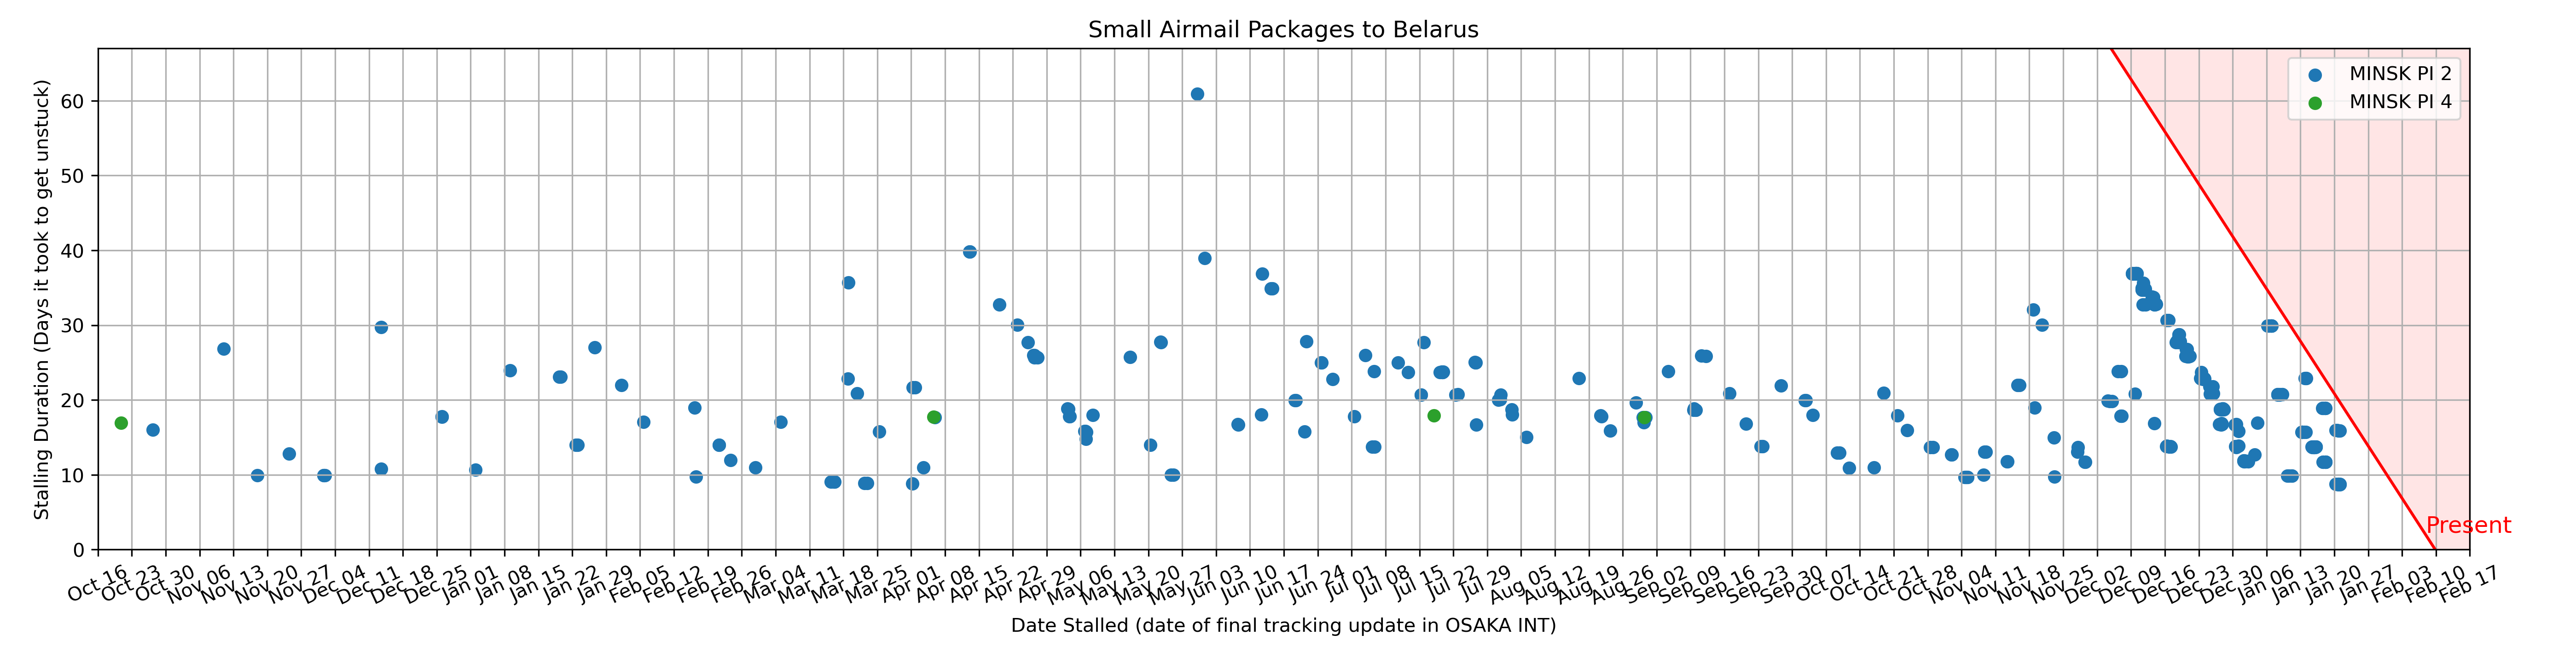 Small Airmail Packages to Belarus
Stalling Duration (Days it took to get unstuck)
60
50
40
30
20
10
0
MINSK PI 2
MINSK PI 4
Present
Oct 16
Oct 23
Oct 30
Nov 06
Nov 13
Nov 20
Nov 27
Dec 04
Dec 11
Dec 18
Dec 25
Jan 01
Jan 08
Jan 15
Jan 22
Jan 29
Feb 05
Feb 12
Feb 19
Feb 26
Mar 04
Mar 11
Mar 18
Mar 25
Apr 01
Apr 08
Apr 15
Apr 22
Apr 29
May 06
May 13
May 20
May 27
Jun 03
Jun 10
Jun 17
Jun 24
Jul 01
Jul 08
Jul 15
Jul 22
Jul 29
Aug 05
Aug 12
Aug 19
Aug 26
Sep 02
Sep 09
Sep 16
Sep 23
Sep 30
Oct 07
Oct 14
Oct 21
Oct 28
Nov 04
Nov 11
Nov 18
Nov 25
Dec 02
Dec 09
Dec 16
Dec 23
Dec 30
Jan 06
Jan 13
Jan 20
Jan 27
Feb 03
Feb 10
Feb 17
Date Stalled (date of final tracking update in OSAKA INT)